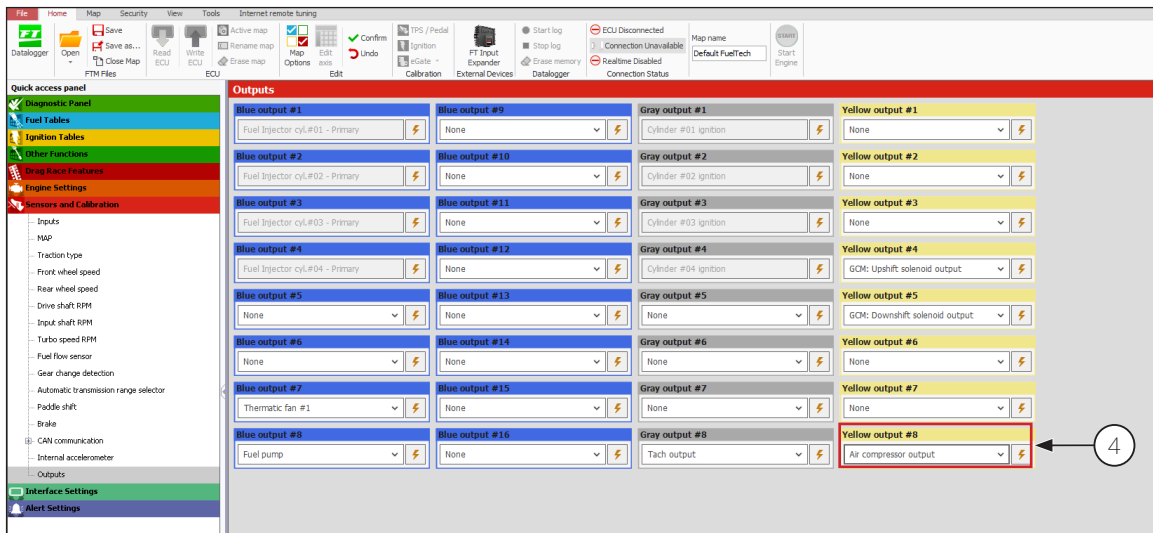 File Home Map Security View Tools Internet remote tuning
FT
Datalogger
Open
Save
Save as...
Close Map
FTM Files
Read ECU
Write ECU
Active map
Rename map
Erase map
ECU
Map Options
Edit axis
Confirm
Undo
Edit
TPS / Pedal
Ignition
eGate
Calibration
FT Input Expander
External Devices
Start log
Stop log
Erase memory
Datalogger
ECU Disconnected
Connection Unavailable
Realtime Disabled
Connection Status
Map name
Default FuelTech
START
Start Engine
Quick access panel
Diagnostic Panel
Fuel Tables
Ignition Tables
Other Functions
Drag Race Features
Engine Settings
Sensors and Calibration
Inputs
MAP
Traction type
Front wheel speed
Rear wheel speed
Drive shaft RPM
Input shaft RPM
Turbo speed RPM
Fuel flow sensor
Gear change detection
Automatic transmission range selector
Paddle shift
Brake
CAN communication
Internal accelerometer
Outputs
Interface Settings
Alert Settings
Outputs
Blue output #1 Blue output #9 Gray output #1 Yellow output #1
Fuel Injector cyl.#01 - Primary None Cylinder #01 ignition None
Blue output #2 Blue output #10 Gray output #2 Yellow output #2
Fuel Injector cyl.#02 - Primary None Cylinder #02 ignition None
Blue output #3 Blue output #11 Gray output #3 Yellow output #3
Fuel Injector cyl.#03 - Primary None Cylinder #03 ignition None
Blue output #4 Blue output #12 Gray output #4 Yellow output #4
Fuel Injector cyl.#04 - Primary None Cylinder #04 ignition GCM: Upshift solenoid output
Blue output #5 Blue output #13 Gray output #5 Yellow output #5
None None None GCM: Downshift solenoid output
Blue output #6 Blue output #14 Gray output #6 Yellow output #6
None None None None
Blue output #7 Blue output #15 Gray output #7 Yellow output #7
Thermatic fan #1 None None None
Blue output #8 Blue output #16 Gray output #8 Yellow output #8
Fuel pump None Tach output Air compressor output
4